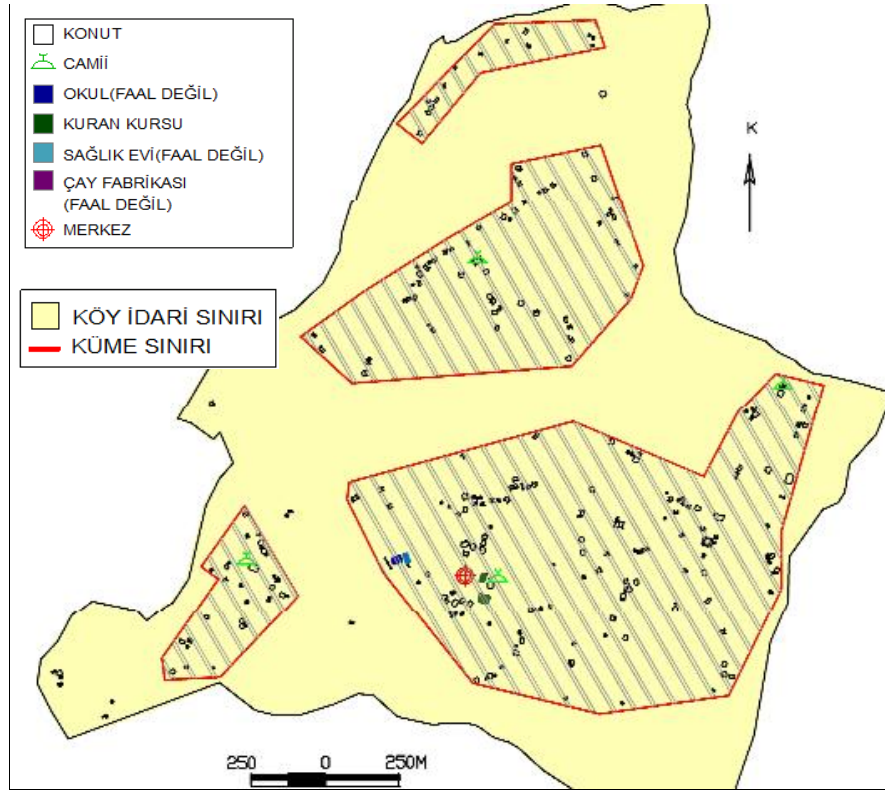 KONUT
CAMİİ
OKUL(FAAL DEĞİL)
KURAN KURSU
SAĞLIK EVİ(FAAL DEĞİL)
ÇAY FABRİKASI
(FAAL DEĞİL)
MERKEZ
K
KÖY İDARİ SINIRI
KÜME SINIRI
250 0 250M